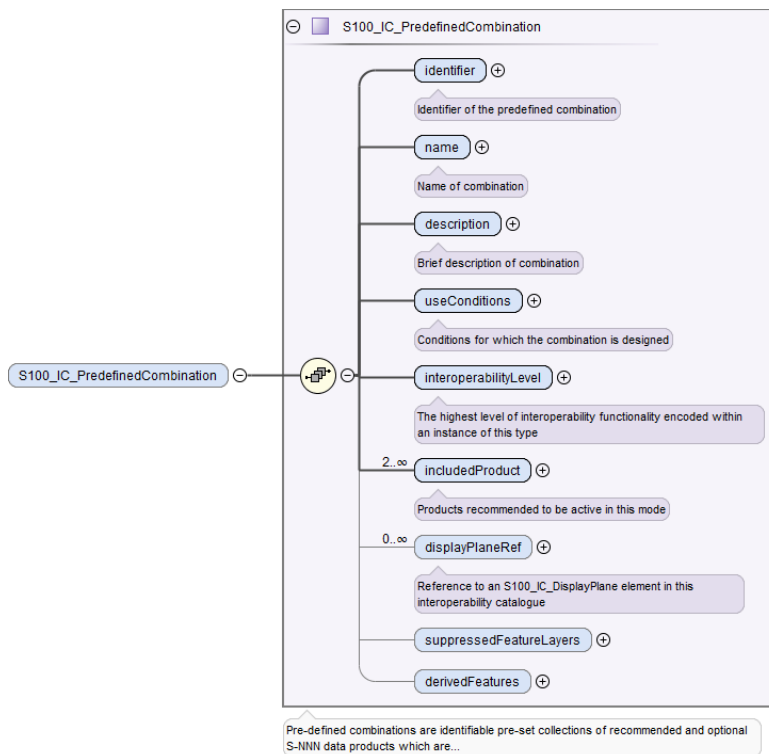 S100_IC_PredefinedCombination
identifier
Identifier of the predefined combination
name
Name of combination
description
Brief description of combination
useConditions
Conditions for which the combination is designed
S100_IC_PredefinedCombination
interoperabilityLevel
The highest level of interoperability functionality encoded within
an instance of this type
2..∞
includedProduct
Products recommended to be active in this mode
0..∞
displayPlaneRef
Reference to an S100_IC_DisplayPlane element in this
interoperability catalogue
suppressedFeatureLayers
derivedFeatures
Pre-defined combinations are identifiable pre-set collections of recommended and optional
S-NNN data products which are...